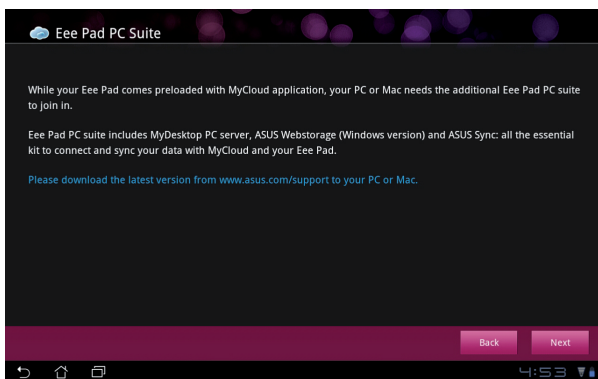 Eee Pad PC Suite
While your Eee Pad comes preloaded with MyCloud application, your PC or Mac needs the additional Eee Pad PC suite
to join in.
Eee Pad PC suite includes MyDesktop PC server, ASUS Webstorage (Windows version) and ASUS Sync: all the essential
kit to connect and sync your data with MyCloud and your Eee Pad.
Please download the latest version from www.asus.com/support to your PC or Mac.
Back Next
4:53